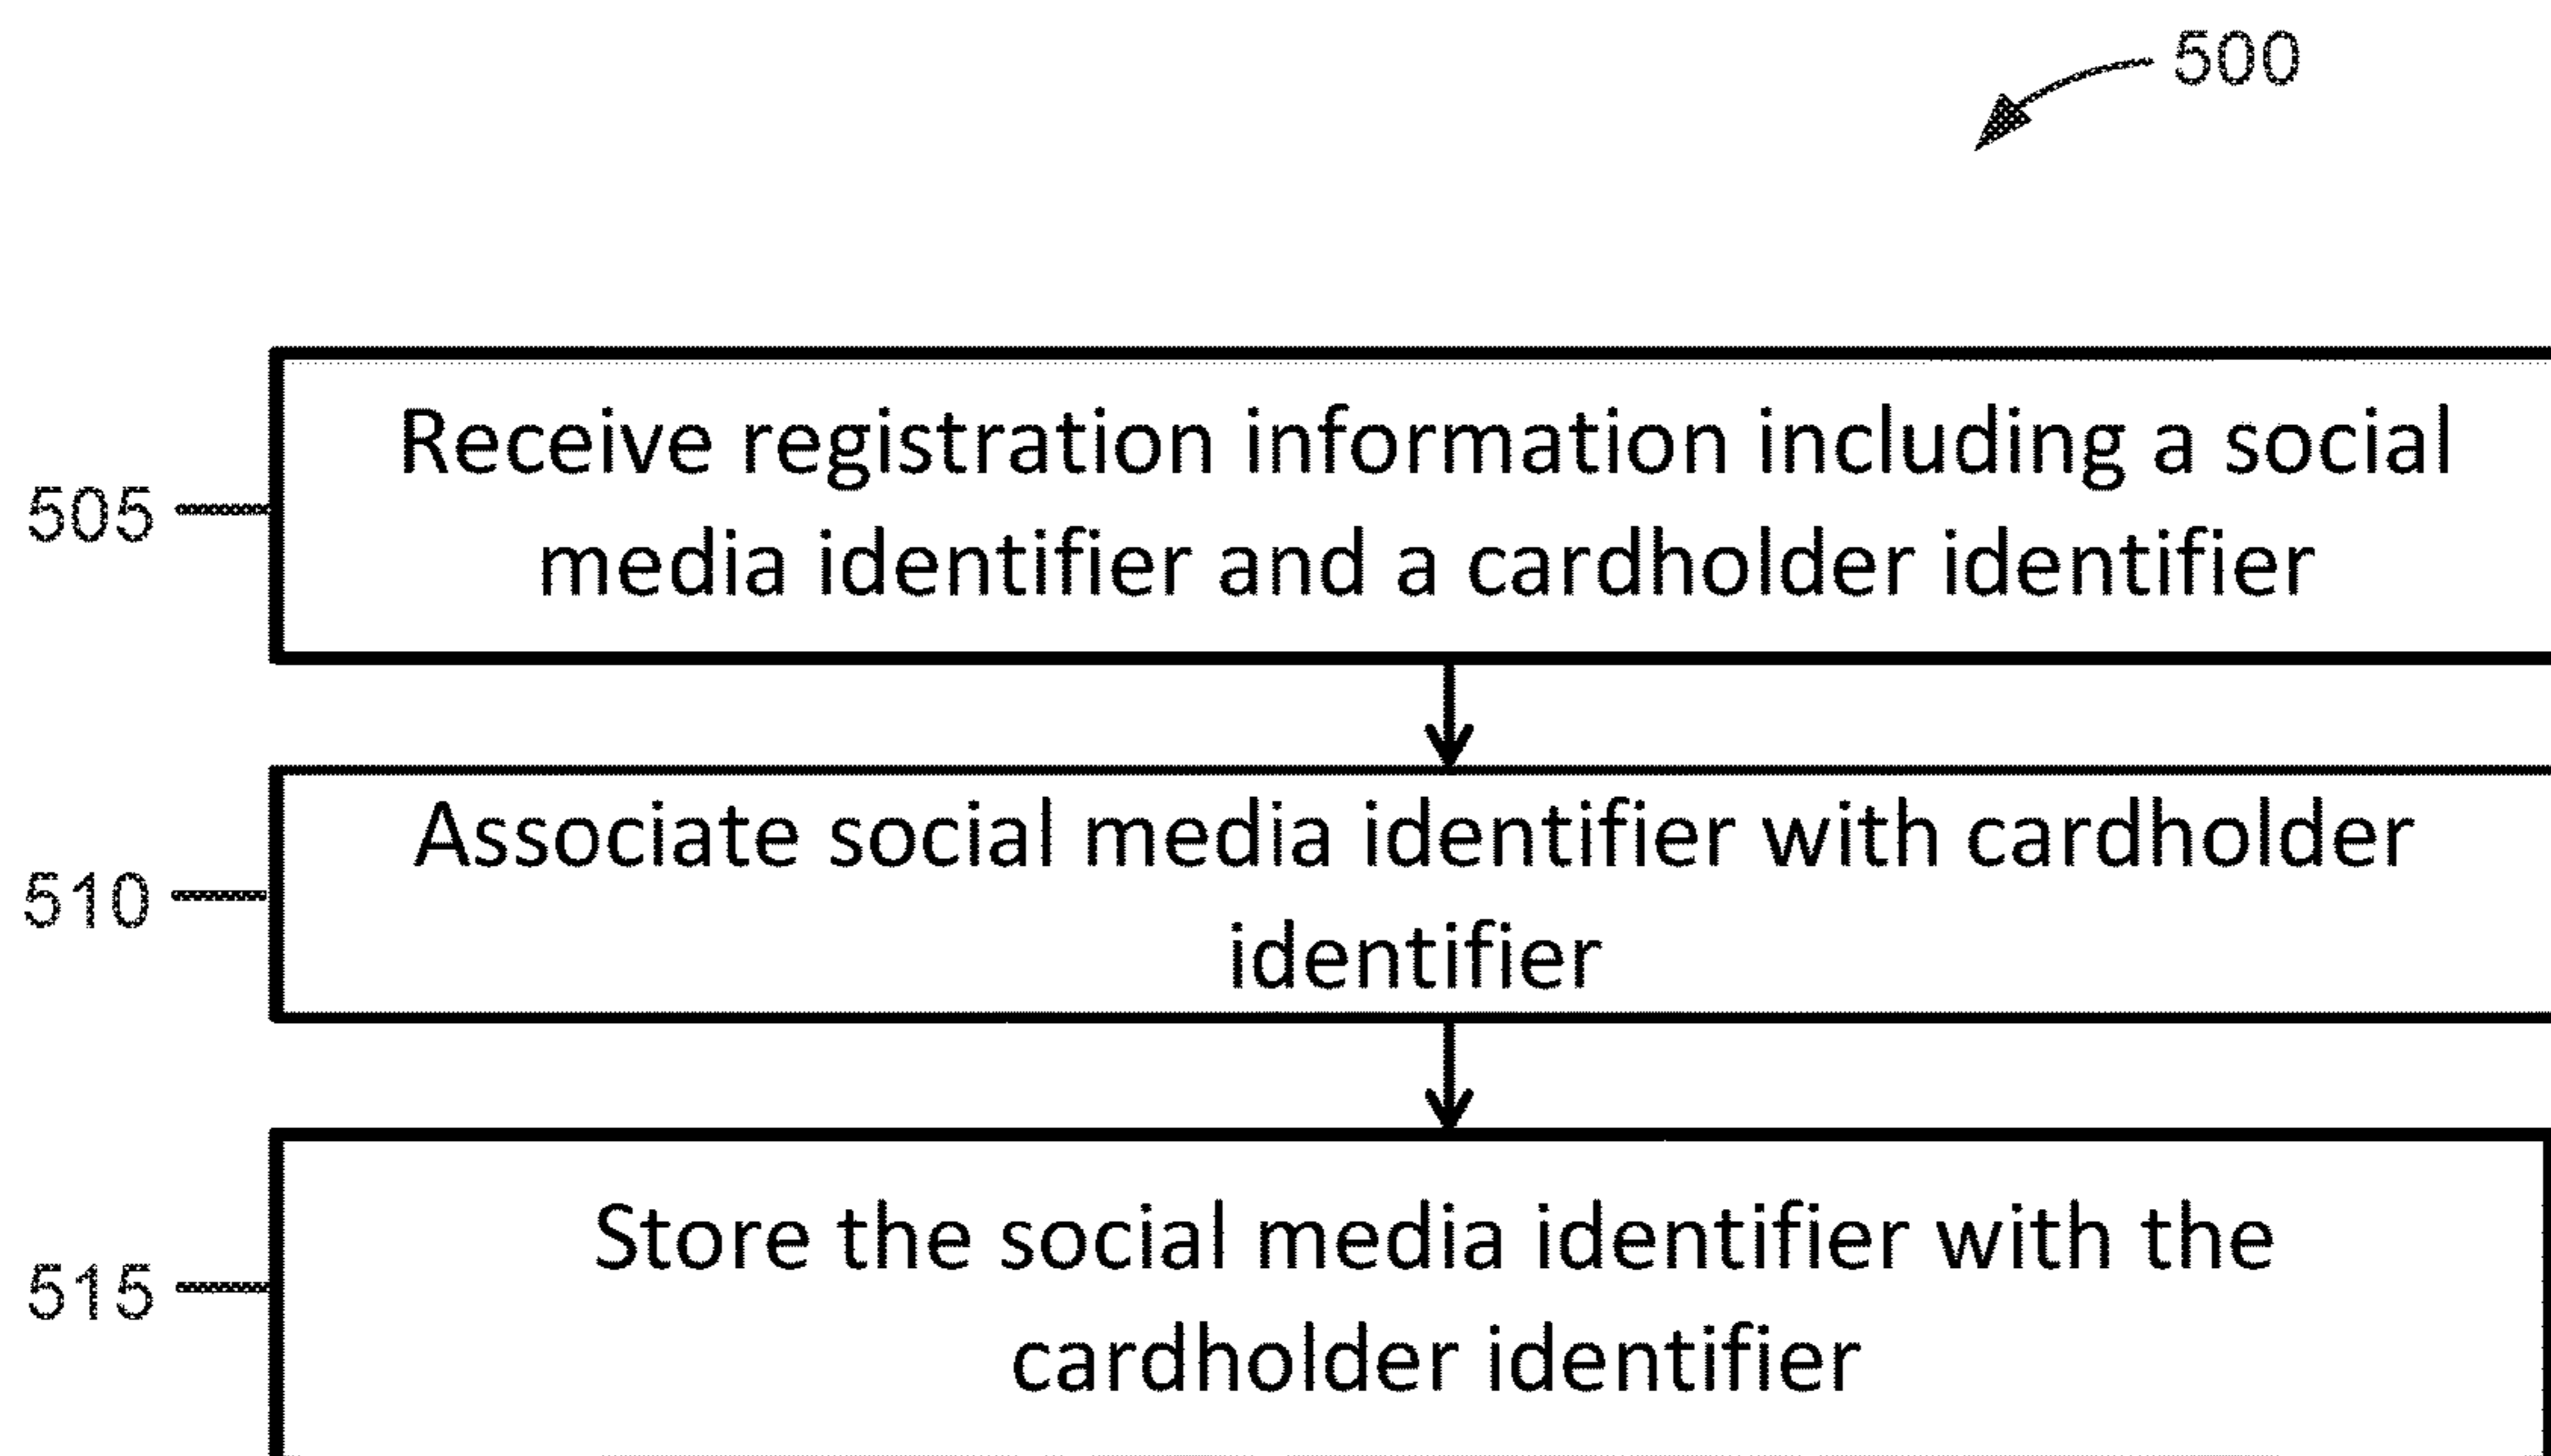 500
Receive registration information including a social
505
media identifier and a cardholder identifier
Associate social media identifier with cardholder
510
identifier
Store the social media identifier with the
515
cardholder identifier